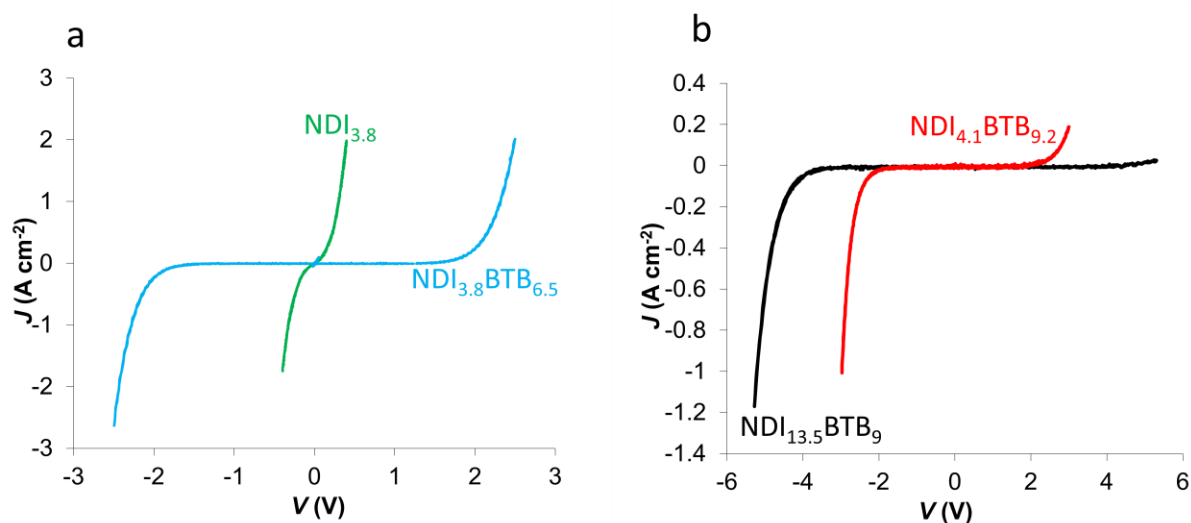 a
3
2
1
0
-1
-2
-3
J (A cm-2)
NDI3.8
NDI3.8BTB6.5
-3 -2 -1 0 1 2 3
V (V)
b
0.4
0.2
0
-0.2
-0.4
-0.6
-0.8
-1
-1.2
-1.4
J (A cm-2)
NDI4.1BTB9.2
NDI13.5BTB9
-6 -4 -2 0 2 4 6
V (V)